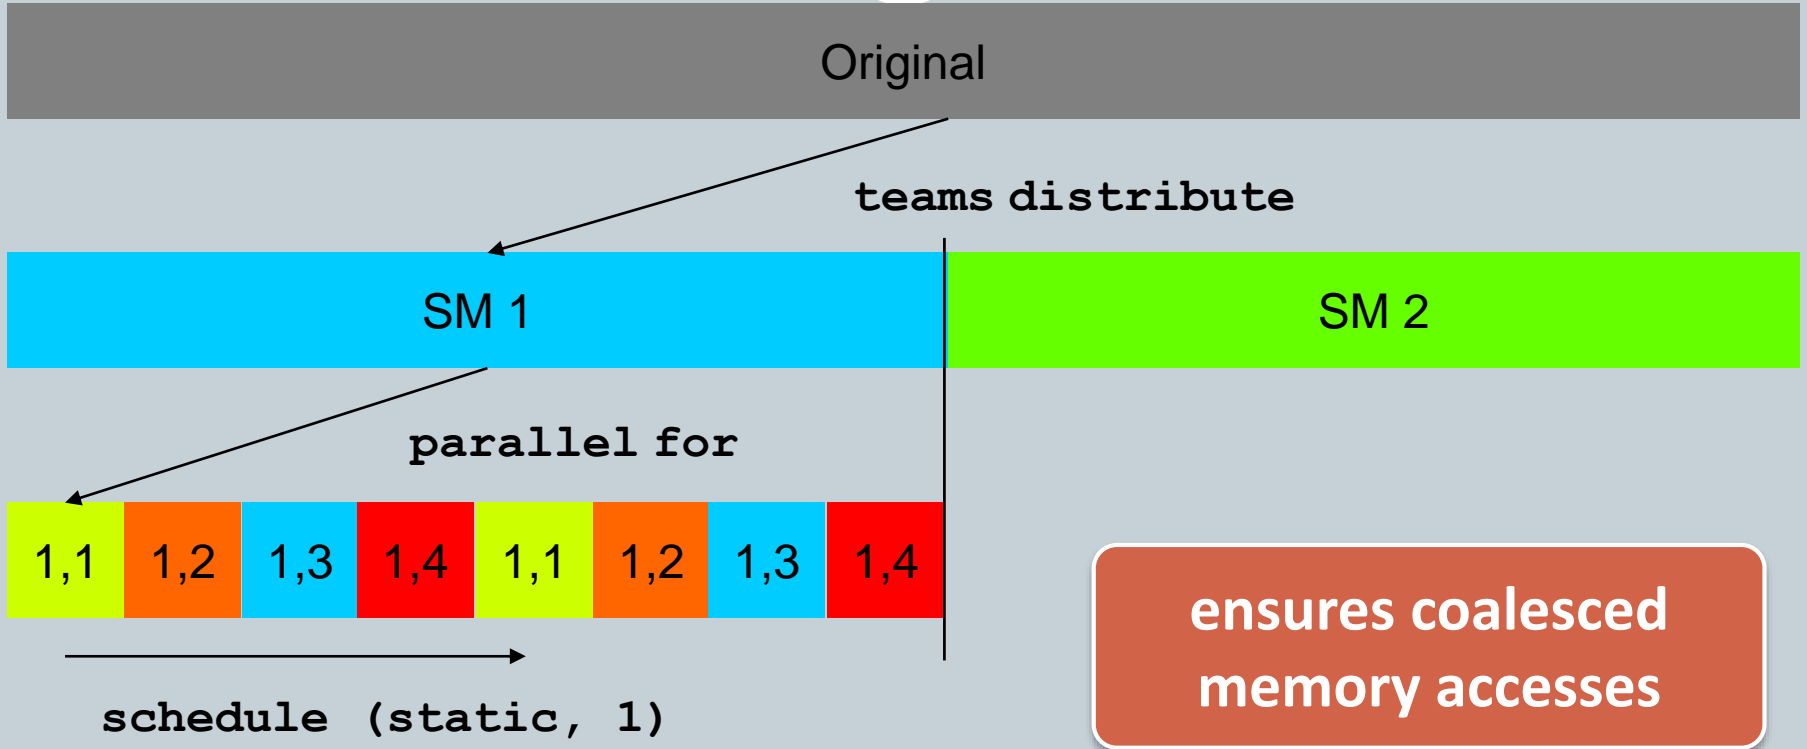 Original
teams distribute
SM 1 SM 2
parallel for
1,1 1,2 1,3 1,4 1,1 1,2 1,3 1,4
schedule (static, 1)
ensures coalesced
memory accesses